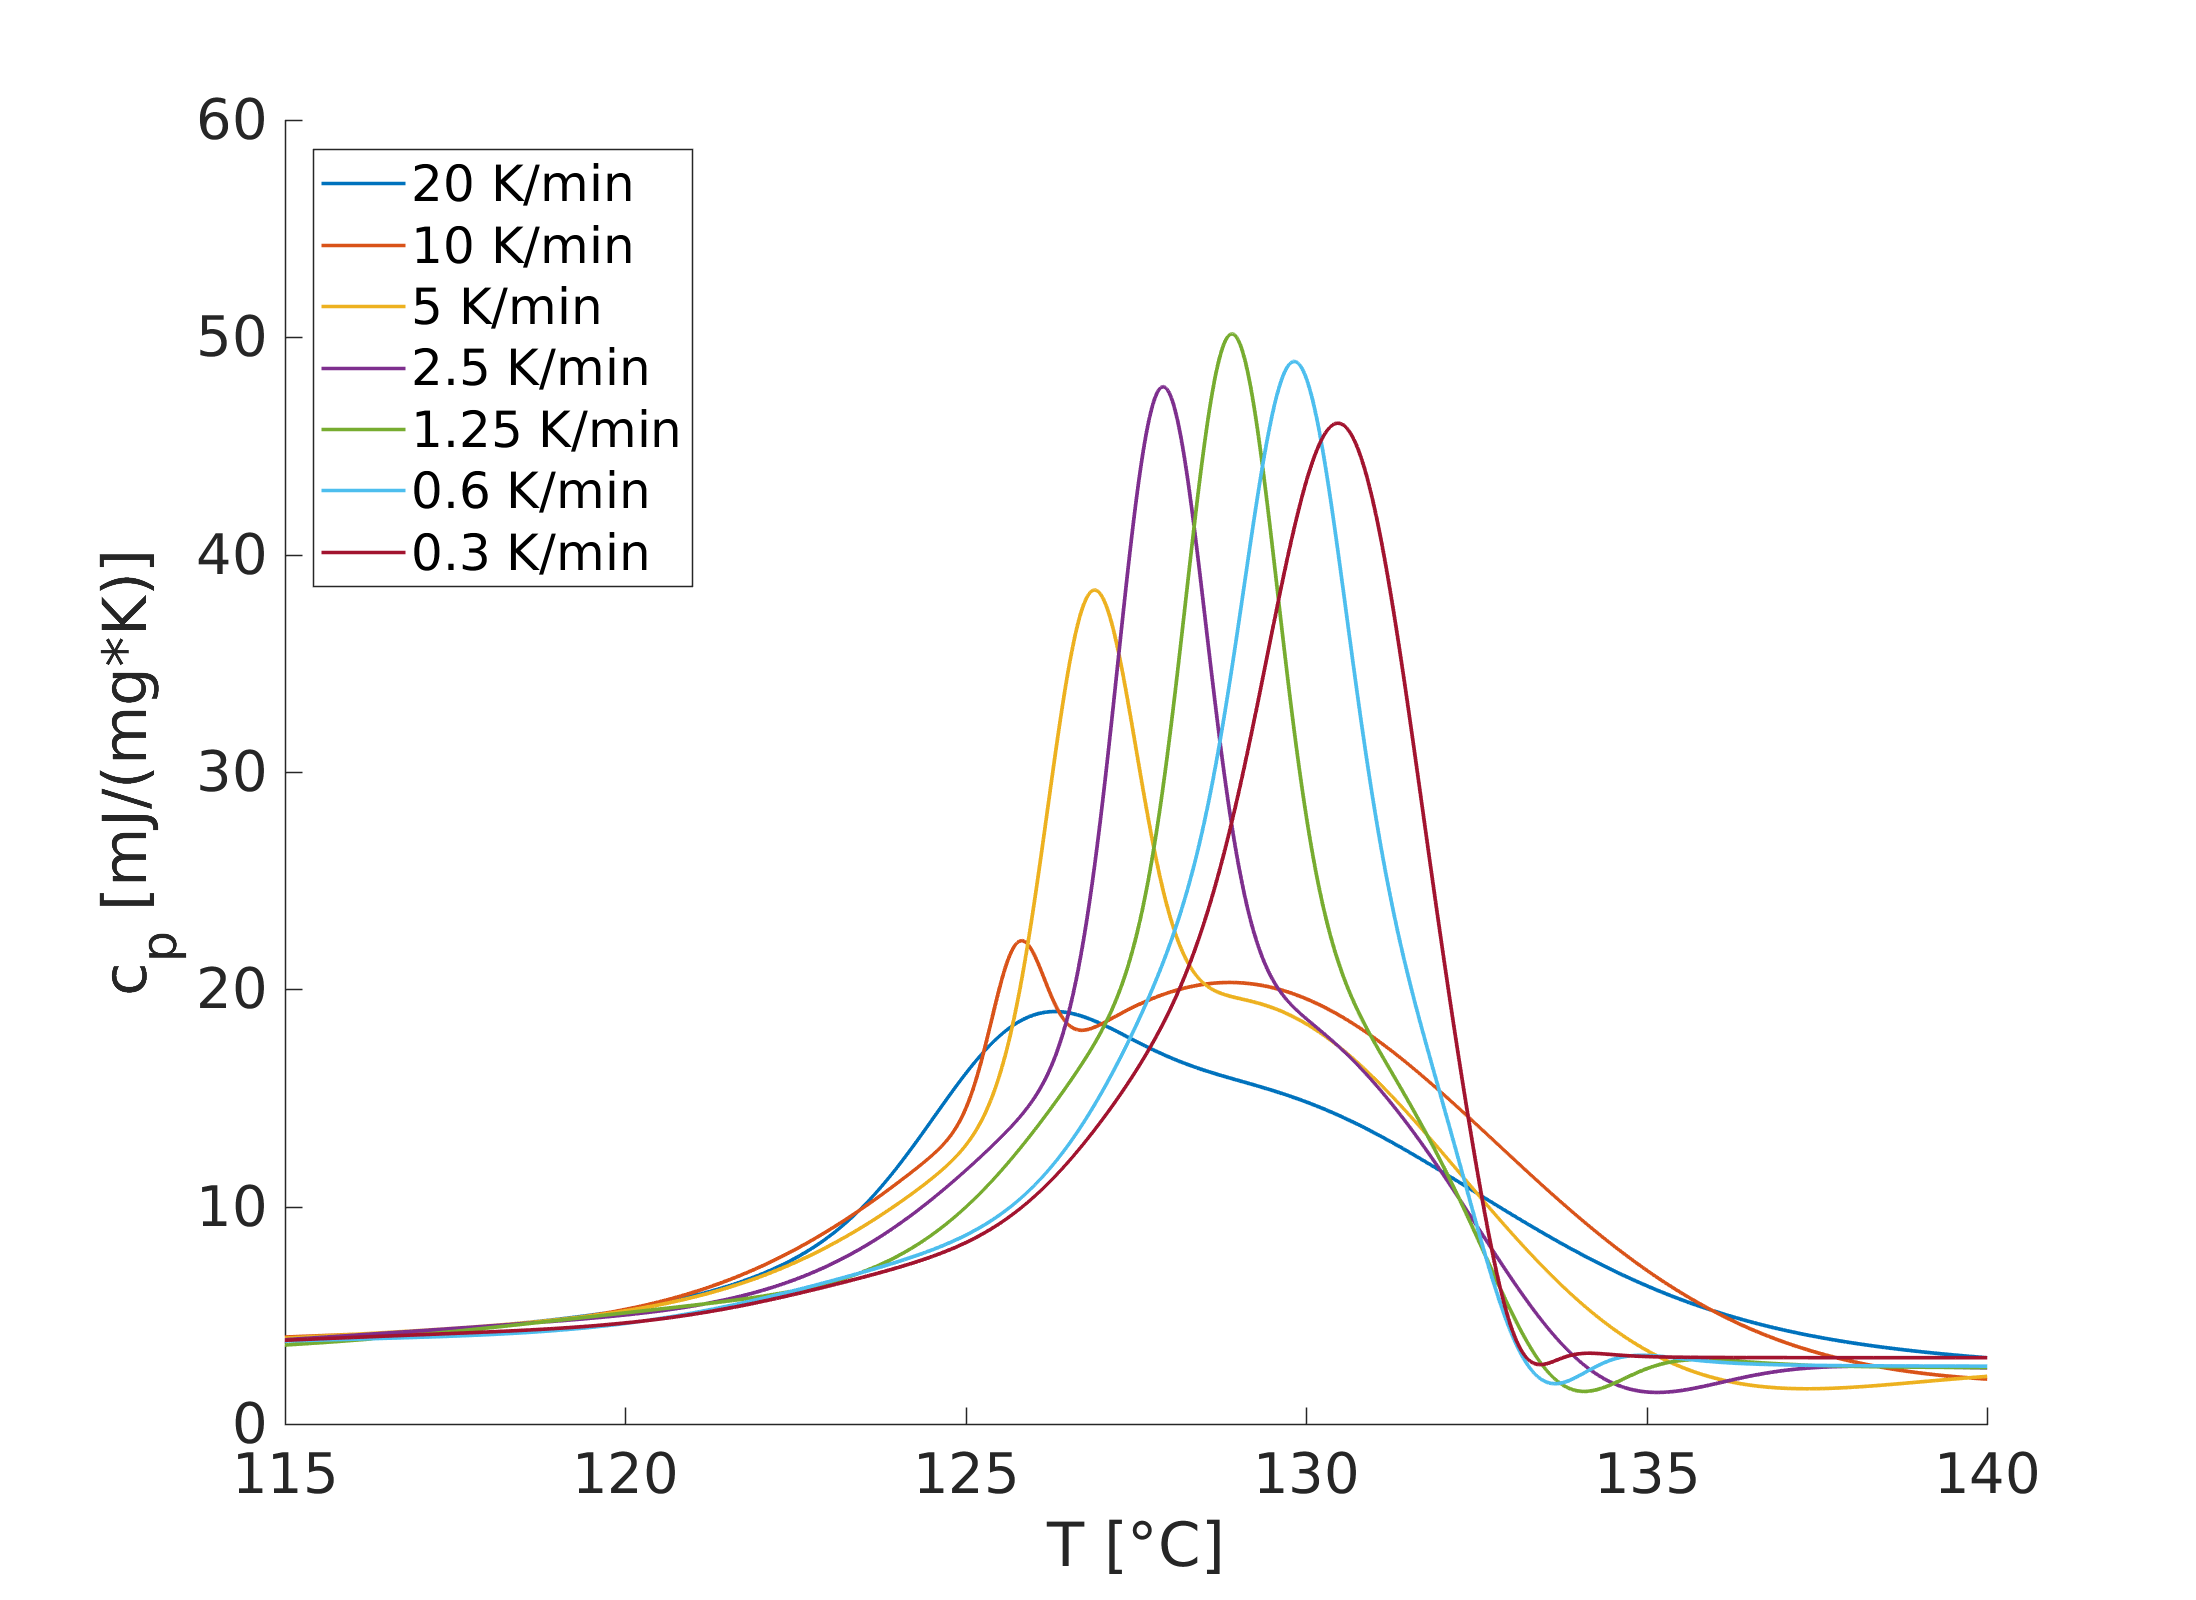 60
50
40
30
20
10
0
20 K/min
10 K/min
5 K/min
2.5 K/min
1.25 K/min
0.6 K/min
0.3 K/min
c_p [mJ/(mg*K)]
115 120 125 130 135 140
T [°C]